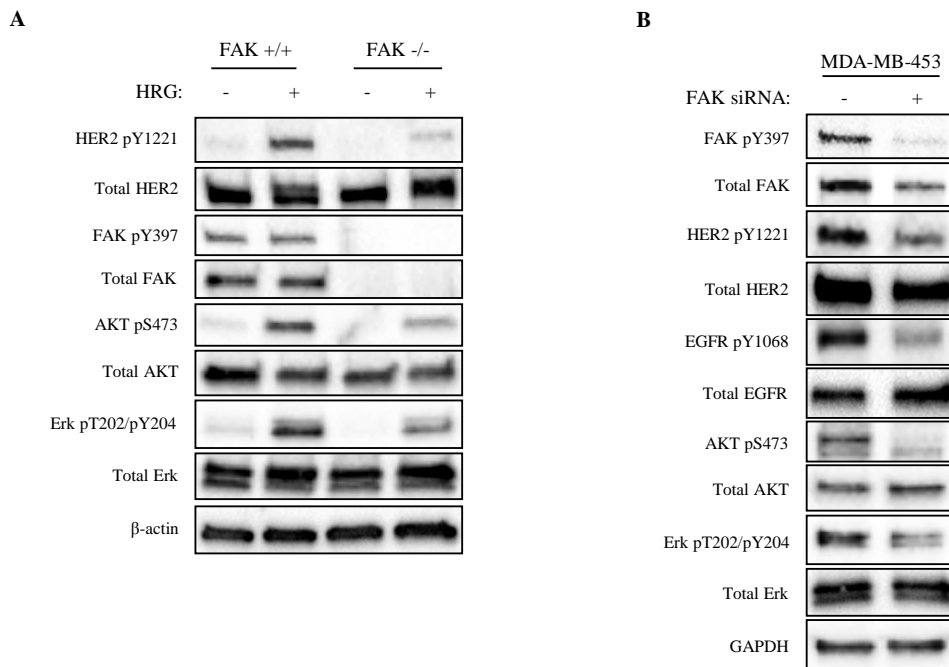 A
FAK +/+ FAK -/-
HRG: - + - +
HER2 pY1221
Total HER2
FAK pY397
Total FAK
AKT pS473
Total AKT
Erk pT202/pY204
Total Erk
β-actin
B
MDA-MB-453
FAK siRNA: - +
FAK pY397
Total FAK
HER2 pY1221
Total HER2
EGFR pY1068
Total EGFR
AKT pS473
Total AKT
Erk pT202/pY204
Total Erk
GAPDH